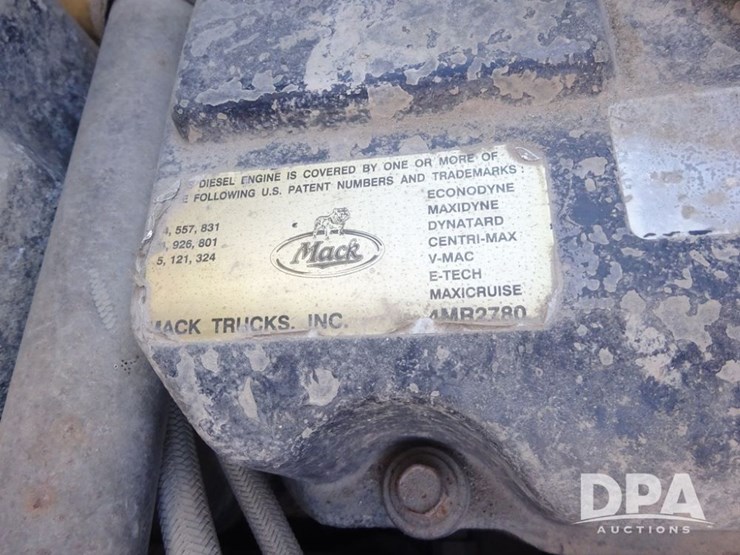 DIESEL ENGINE IS COVERED BY ONE OR MORE OF
FOLLOWING U.S. PATENT NUMBERS AND TRADEMARKS:
, 557, 831
, 926, 801
5, 121, 324
Mack
ECONODYNE
MAXIDYNE
DYNATARD
CENTRI-MAX
V-MAC
E-TECH
MAXICRUISE
MACK TRUCKS, INC.
4MR2780
DPA
AUCTIONS